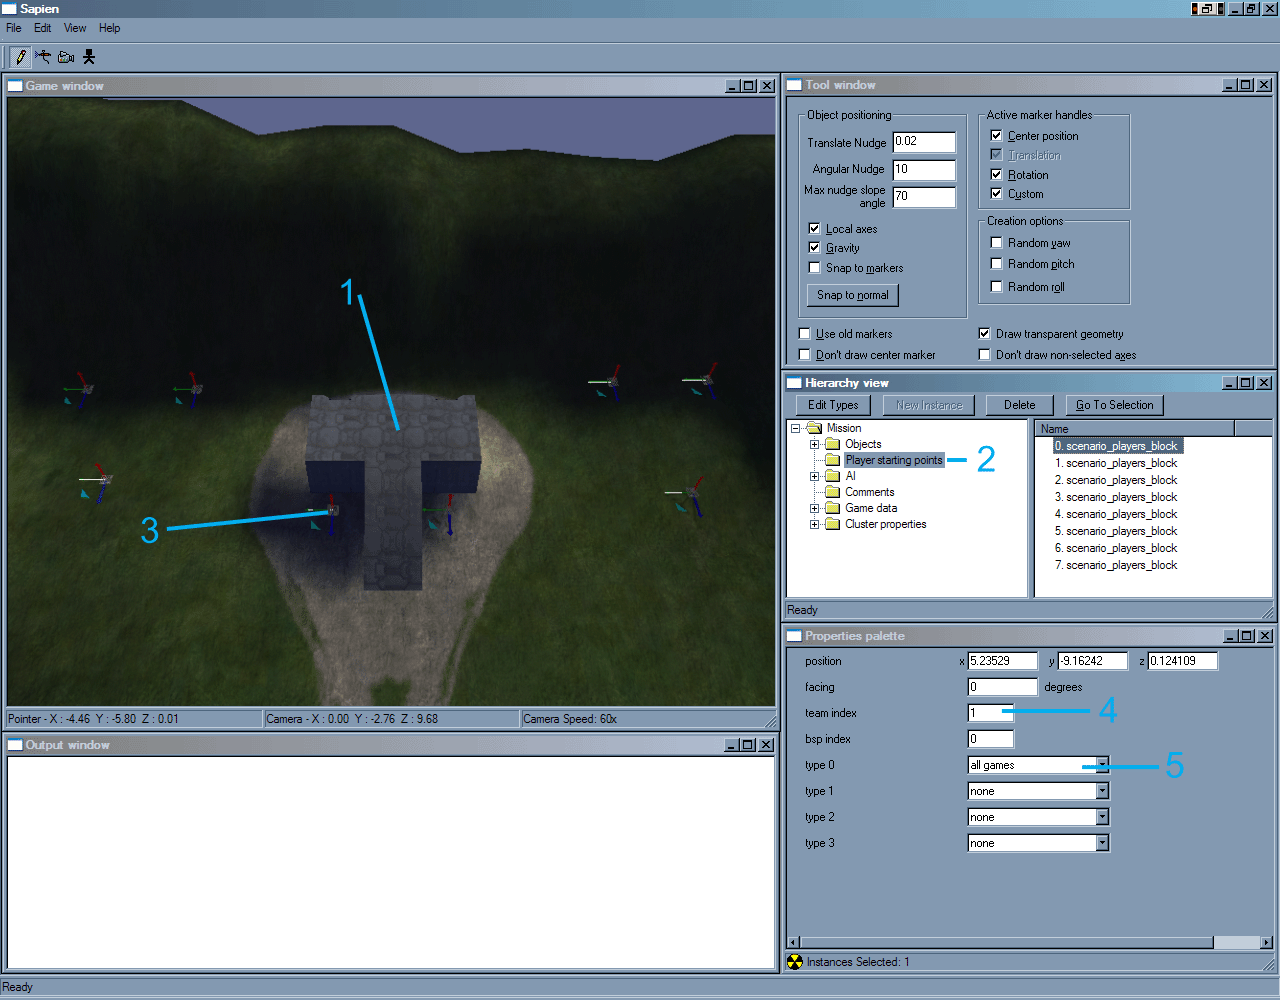 Sapien
File Edit View Help
Game window
1
3
Pointer - X : -4.46 Y : -5.80 Z : 0.01
Camera - X : 0.00 Y : -2.76 Z : 9.68
Camera Speed: 60x
Output window
Tool window
Object positioning
Translate Nudge 0.02
Angular Nudge 10
Max nudge slope angle 70
Local axes
Gravity
Snap to markers
Snap to normal
Active marker handles
Center position
Translation
Rotation
Custom
Creation options
Random yaw
Random pitch
Random roll
Use old markers
Don't draw center marker
Draw transparent geometry
Don't draw non-selected axes
Hierarchy view
Edit Types New Instance Delete Go To Selection
Mission
Objects
Player starting points
2
AI
Comments
Game data
Cluster properties
Name
0. scenario_players_block
1. scenario_players_block
2. scenario_players_block
3. scenario_players_block
4. scenario_players_block
5. scenario_players_block
6. scenario_players_block
7. scenario_players_block
Ready
Properties palette
position x 5.23529 y -9.16242 z 0.124109
facing 0 degrees
team index 1
4
bsp index 0
type 0 all games
5
type 1 none
type 2 none
type 3 none
Instances Selected: 1
Ready